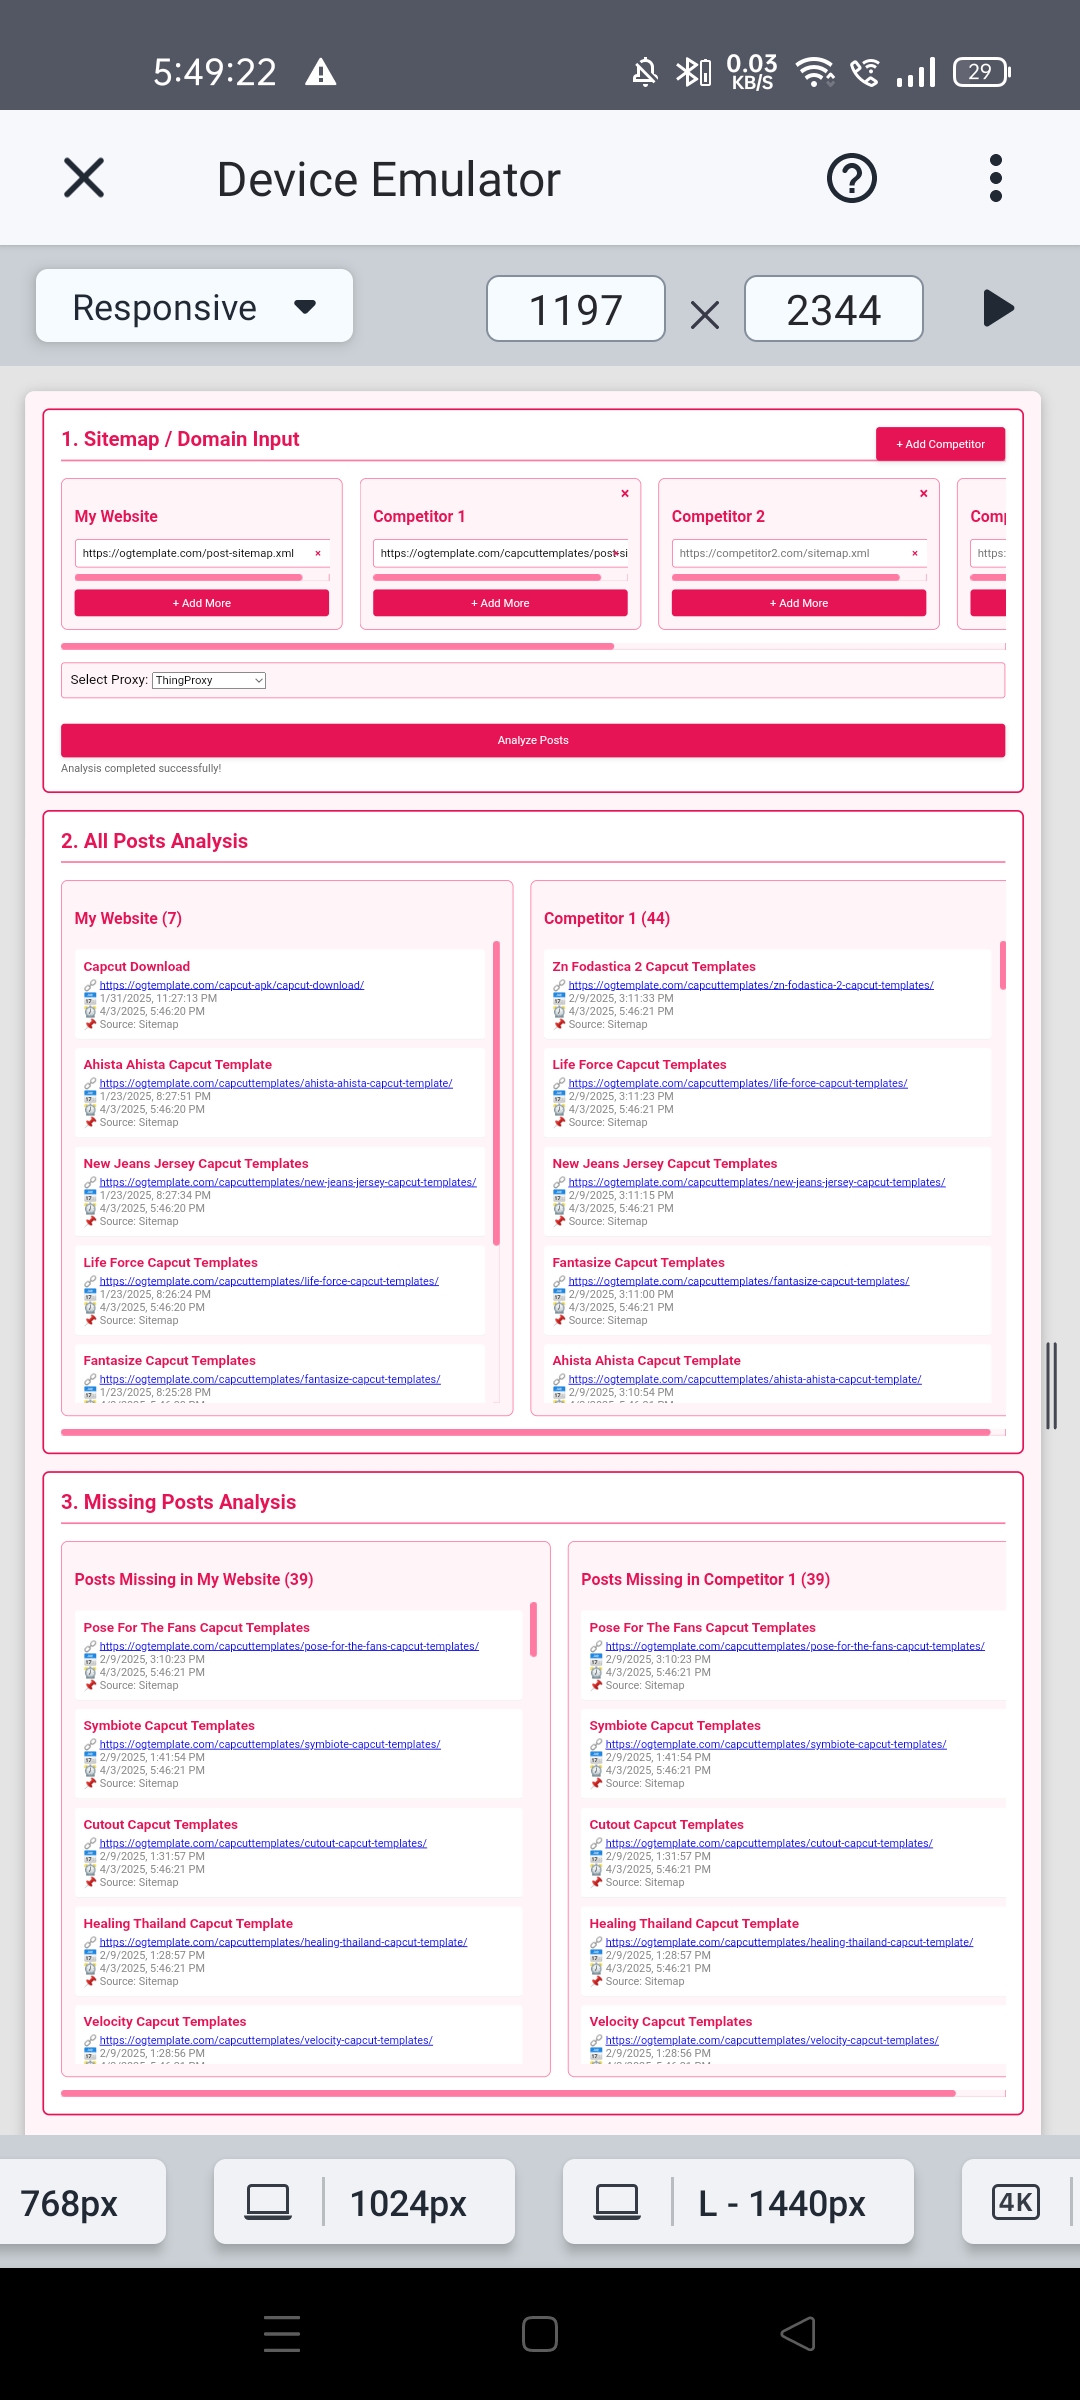 5:49:22
0.03
KB/S
29
Device Emulator
Responsive
1197 × 2344
1. Sitemap / Domain Input
+ Add Competitor
My Website
https://ogtemplate.com/post-sitemap.xml ×
+ Add More
×
Competitor 1
https://ogtemplate.com/capcuttemplates/post-si
+ Add More
×
Competitor 2
https://competitor2.com/sitemap.xml ×
+ Add More
Comp
https:
Select Proxy: ThingProxy
Analyze Posts
Analysis completed successfully!
2. All Posts Analysis
My Website (7)
Capcut Download
https://ogtemplate.com/capcut-apk/capcut-download/
1/31/2025, 11:27:13 PM
4/3/2025, 5:46:20 PM
Source: Sitemap
Ahista Ahista Capcut Template
https://ogtemplate.com/capcuttemplates/ahista-ahista-capcut-template/
1/23/2025, 8:27:51 PM
4/3/2025, 5:46:20 PM
Source: Sitemap
New Jeans Jersey Capcut Templates
https://ogtemplate.com/capcuttemplates/new-jeans-jersey-capcut-templates/
1/23/2025, 8:27:34 PM
4/3/2025, 5:46:20 PM
Source: Sitemap
Life Force Capcut Templates
https://ogtemplate.com/capcuttemplates/life-force-capcut-templates/
1/23/2025, 8:26:24 PM
4/3/2025, 5:46:20 PM
Source: Sitemap
Fantasize Capcut Templates
https://ogtemplate.com/capcuttemplates/fantasize-capcut-templates/
1/23/2025, 8:25:28 PM
Competitor 1 (44)
Zn Fodastica 2 Capcut Templates
https://ogtemplate.com/capcuttemplates/zn-fodastica-2-capcut-templates/
2/9/2025, 3:11:33 PM
4/3/2025, 5:46:21 PM
Source: Sitemap
Life Force Capcut Templates
https://ogtemplate.com/capcuttemplates/life-force-capcut-templates/
2/9/2025, 3:11:23 PM
4/3/2025, 5:46:21 PM
Source: Sitemap
New Jeans Jersey Capcut Templates
https://ogtemplate.com/capcuttemplates/new-jeans-jersey-capcut-templates/
2/9/2025, 3:11:15 PM
4/3/2025, 5:46:21 PM
Source: Sitemap
Fantasize Capcut Templates
https://ogtemplate.com/capcuttemplates/fantasize-capcut-templates/
2/9/2025, 3:11:00 PM
4/3/2025, 5:46:21 PM
Source: Sitemap
Ahista Ahista Capcut Template
https://ogtemplate.com/capcuttemplates/ahista-ahista-capcut-template/
2/9/2025, 3:10:54 PM
3. Missing Posts Analysis
Posts Missing in My Website (39)
Pose For The Fans Capcut Templates
https://ogtemplate.com/capcuttemplates/pose-for-the-fans-capcut-templates/
2/9/2025, 3:10:23 PM
4/3/2025, 5:46:21 PM
Source: Sitemap
Symbiote Capcut Templates
https://ogtemplate.com/capcuttemplates/symbiote-capcut-templates/
2/9/2025, 1:41:54 PM
4/3/2025, 5:46:21 PM
Source: Sitemap
Cutout Capcut Templates
https://ogtemplate.com/capcuttemplates/cutout-capcut-templates/
2/9/2025, 1:31:57 PM
4/3/2025, 5:46:21 PM
Source: Sitemap
Healing Thailand Capcut Template
https://ogtemplate.com/capcuttemplates/healing-thailand-capcut-template/
2/9/2025, 1:28:57 PM
4/3/2025, 5:46:21 PM
Source: Sitemap
Velocity Capcut Templates
https://ogtemplate.com/capcuttemplates/velocity-capcut-templates/
2/9/2025, 1:28:56 PM
Posts Missing in Competitor 1 (39)
Pose For The Fans Capcut Templates
https://ogtemplate.com/capcuttemplates/pose-for-the-fans-capcut-templates/
2/9/2025, 3:10:23 PM
4/3/2025, 5:46:21 PM
Source: Sitemap
Symbiote Capcut Templates
https://ogtemplate.com/capcuttemplates/symbiote-capcut-templates/
2/9/2025, 1:41:54 PM
4/3/2025, 5:46:21 PM
Source: Sitemap
Cutout Capcut Templates
https://ogtemplate.com/capcuttemplates/cutout-capcut-templates/
2/9/2025, 1:31:57 PM
4/3/2025, 5:46:21 PM
Source: Sitemap
Healing Thailand Capcut Template
https://ogtemplate.com/capcuttemplates/healing-thailand-capcut-template/
2/9/2025, 1:28:57 PM
4/3/2025, 5:46:21 PM
Source: Sitemap
Velocity Capcut Templates
https://ogtemplate.com/capcuttemplates/velocity-capcut-templates/
2/9/2025, 1:28:56 PM
768px
1024px
L - 1440px
4K